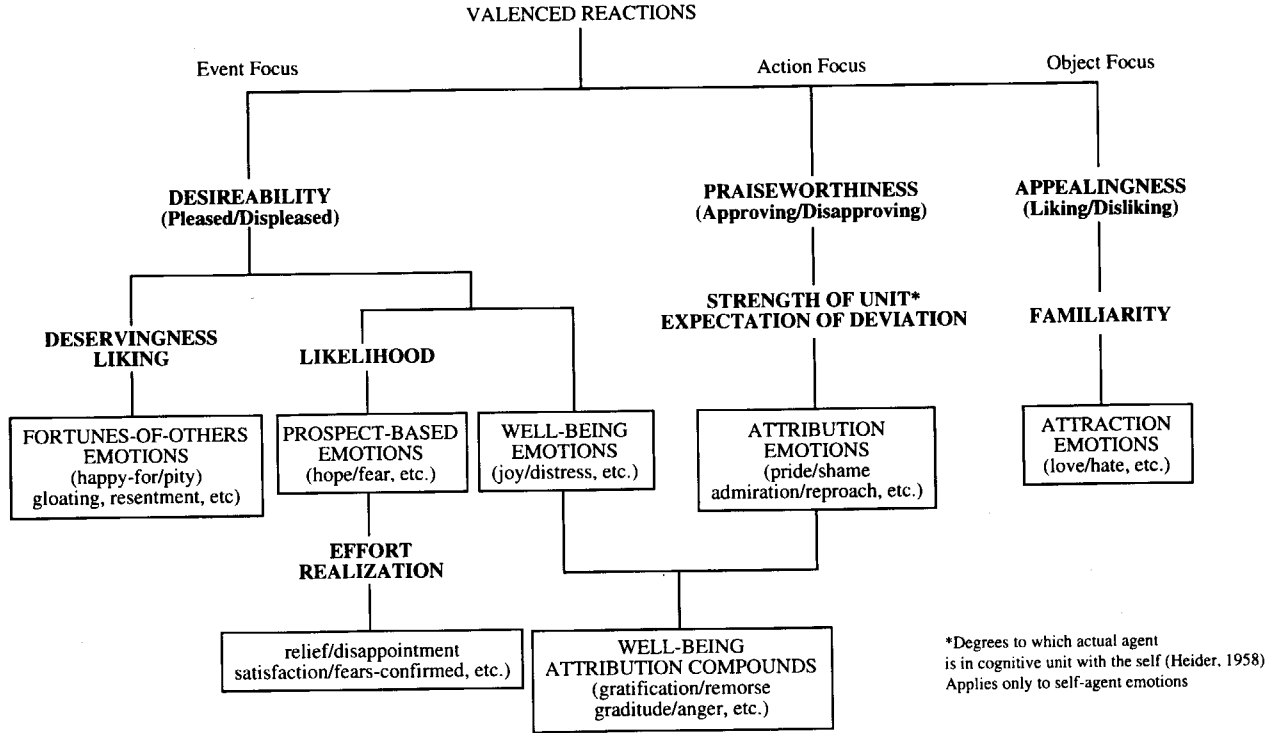 VALENCED REACTIONS
Event Focus
Action Focus
Object Focus
DESIREABILITY
(Pleased/Displeased)
PRAISEWORTHINESS
(Approving/Disapproving)
APPEALINGNESS
(Liking/Disliking)
DESERVINGNESS
LIKING
LIKELIHOOD
STRENGTH OF UNIT*
EXPECTATION OF DEVIATION
FAMILIARITY
FORTUNES-OF-OTHERS
EMOTIONS
(happy-for/pity)
gloating, resentment, etc)
PROSPECT-BASED
EMOTIONS
(hope/fear, etc.)
WELL-BEING
EMOTIONS
(joy/distress, etc.)
ATTRIBUTION
EMOTIONS
(pride/shame
admiration/reproach, etc.)
ATTRACTION
EMOTIONS
(love/hate, etc.)
EFFORT
REALIZATION
relief/disappointment
satisfaction/fears-confirmed, etc.)
WELL-BEING
ATTRIBUTION COMPOUNDS
(gratification/remorse
graditude/anger, etc.)
*Degrees to which actual agent
is in cognitive unit with the self (Heider, 1958)
Applies only to self-agent emotions